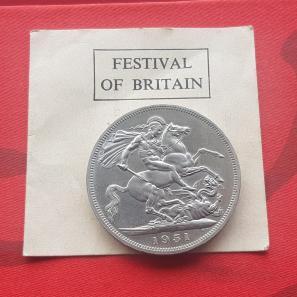 FESTIVAL
OF BRITAIN
1951